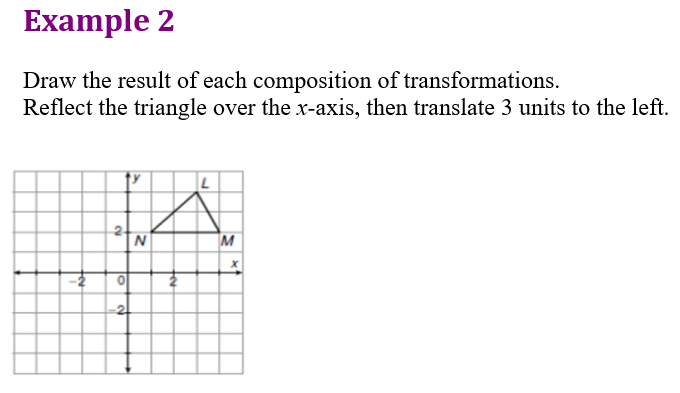 Example 2
Draw the result of each composition of transformations.
Reflect the triangle over the x-axis, then translate 3 units to the left.
y
L
2
N
M
x
-2
0
2
-2